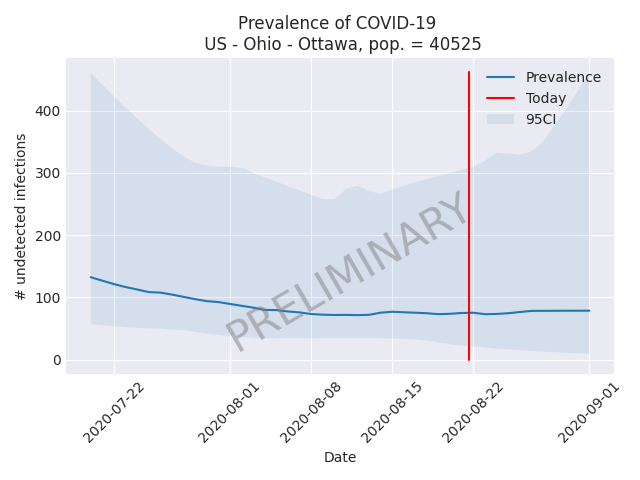 Prevalence of COVID-19
US - Ohio - Ottawa, pop. = 40525
Prevalence
Today
95CI
# undetected infections
400
300
200
100
0
PRELIMINARY
2020-07-22
2020-08-01
2020-08-08
2020-08-15
2020-08-22
2020-09-01
Date